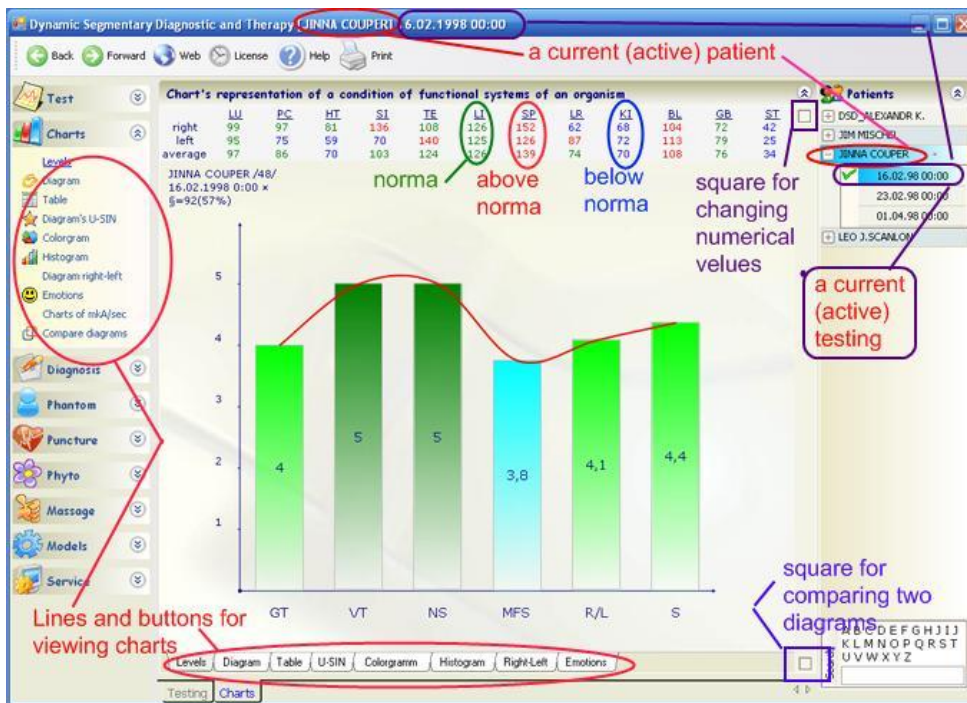 Dynamic Segmentary Diagnostic and Therapy [JINNA COUPER] 16.02.1998 00:00
a current (active) patient
Back Forward Web License Help Print
Test
Charts
Levels
Diagram
Table
Diagram's U-SIN
Colorgram
Histogram
Diagram right-left
Emotions
Charts of mkA/sec
Compare diagrams
Diagnosis
Phantom
Puncture
Phyto
Massage
Models
Service
Lines and buttons for
viewing charts
Chart's representation of a condition of functional systems of an organism
LU PC HT SI TE LI SP LR KI BL GB ST
right 99 97 81 136 108 126 152 62 68 104 72 42
left 95 75 59 70 140 125 126 87 72 113 79 25
average 97 86 70 103 124 126 139 74 70 108 76 34
norma
above
norma
below
norma
square for
changing
numerical
velues
JINNA COUPER /48/
16.02.1998 0:00 ×
§=92(57%)
5
4
3
2
1
4
5
5
3,8
4,1
4,4
GT VT NS MFS R/L S
Levels Diagram Table U-SIN Colorgramm Histogram Right-Left Emotions
Testing Charts
Patients
DSD_ALEXANDR K.
JIM MISCHEL
JINNA COUPER
16.02.98 00:00
23.02.98 00:00
01.04.98 00:00
LEO J.SCANLON
a current
(active)
testing
square for
comparing two
diagrams
A B C D E F G H J I J
K L M N O P Q R S T
U V W X Y Z